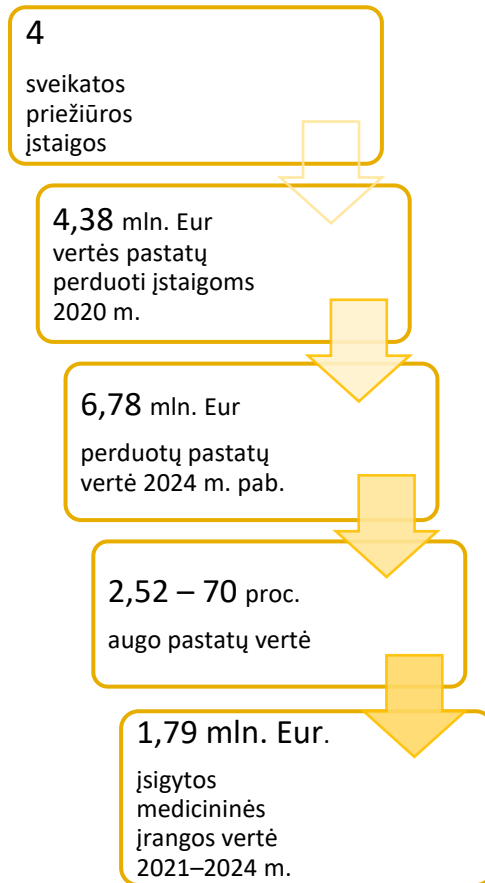 4
sveikatos
priežiūros
įstaigos
4,38 mln. Eur
vertės pastatų
perduoti įstaigoms
2020 m.
6,78 mln. Eur
perduotų pastatų
vertė 2024 m. pab.
2,52 – 70 proc.
augo pastatų vertė
1,79 mln. Eur.
įsigytos
medicininės
įrangos vertė
2021–2024 m.